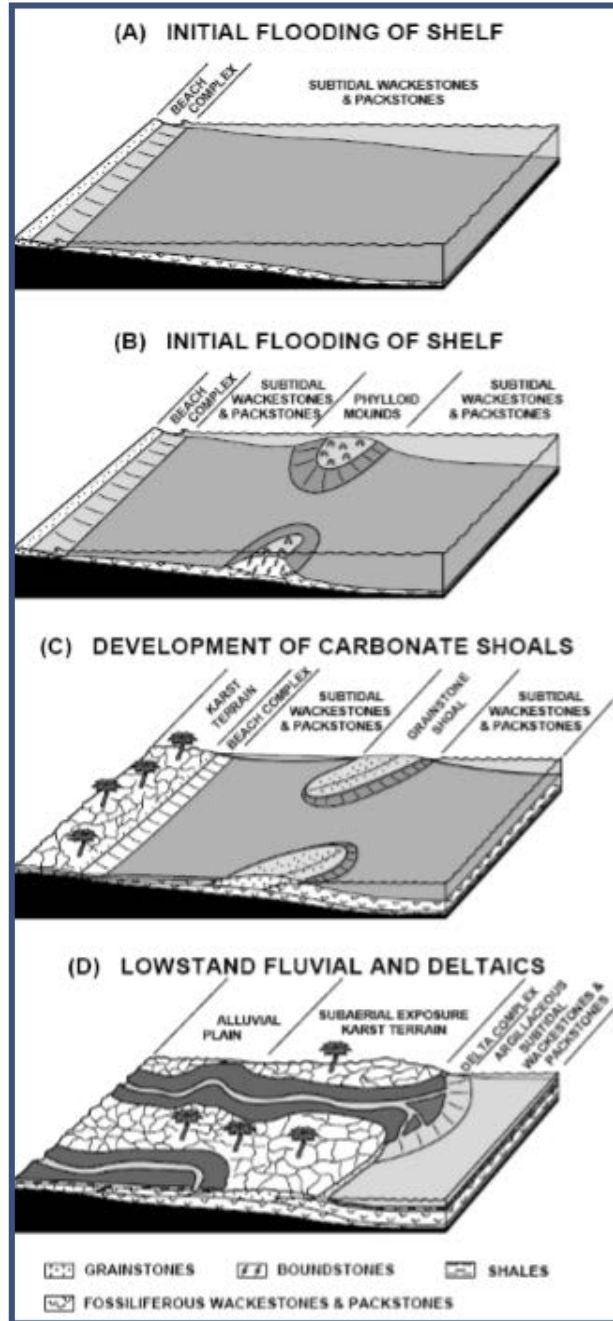 (A) INITIAL FLOODING OF SHELF
BEACH
COMPLEX
SUBTIDAL WACKESTONES
& PACKSTONES
(B) INITIAL FLOODING OF SHELF
BEACH
COMPLEX
SUBTIDAL
WACKESTONES
& PACKSTONES
PHYLLOID
MOUNDS
SUBTIDAL
WACKESTONES
& PACKSTONES
(C) DEVELOPMENT OF CARBONATE SHOALS
KARST
TERRAIN
BEACH COMPLEX
SUBTIDAL
WACKESTONES
& PACKSTONES
GRAINSTONE
SHOAL
SUBTIDAL
WACKESTONES
& PACKSTONES
(D) LOWSTAND FLUVIAL AND DELTAICS
ALLUVIAL
PLAIN
SUBAERIAL EXPOSURE
KARST TERRAIN
DELTA COMPLEX
ARGILLACEOUS
SUBTIDAL
WACKESTONES &
PACKSTONES
GRAINSTONES
BOUNDSTONES
SHALES
FOSSILIFEROUS WACKESTONES & PACKSTONES